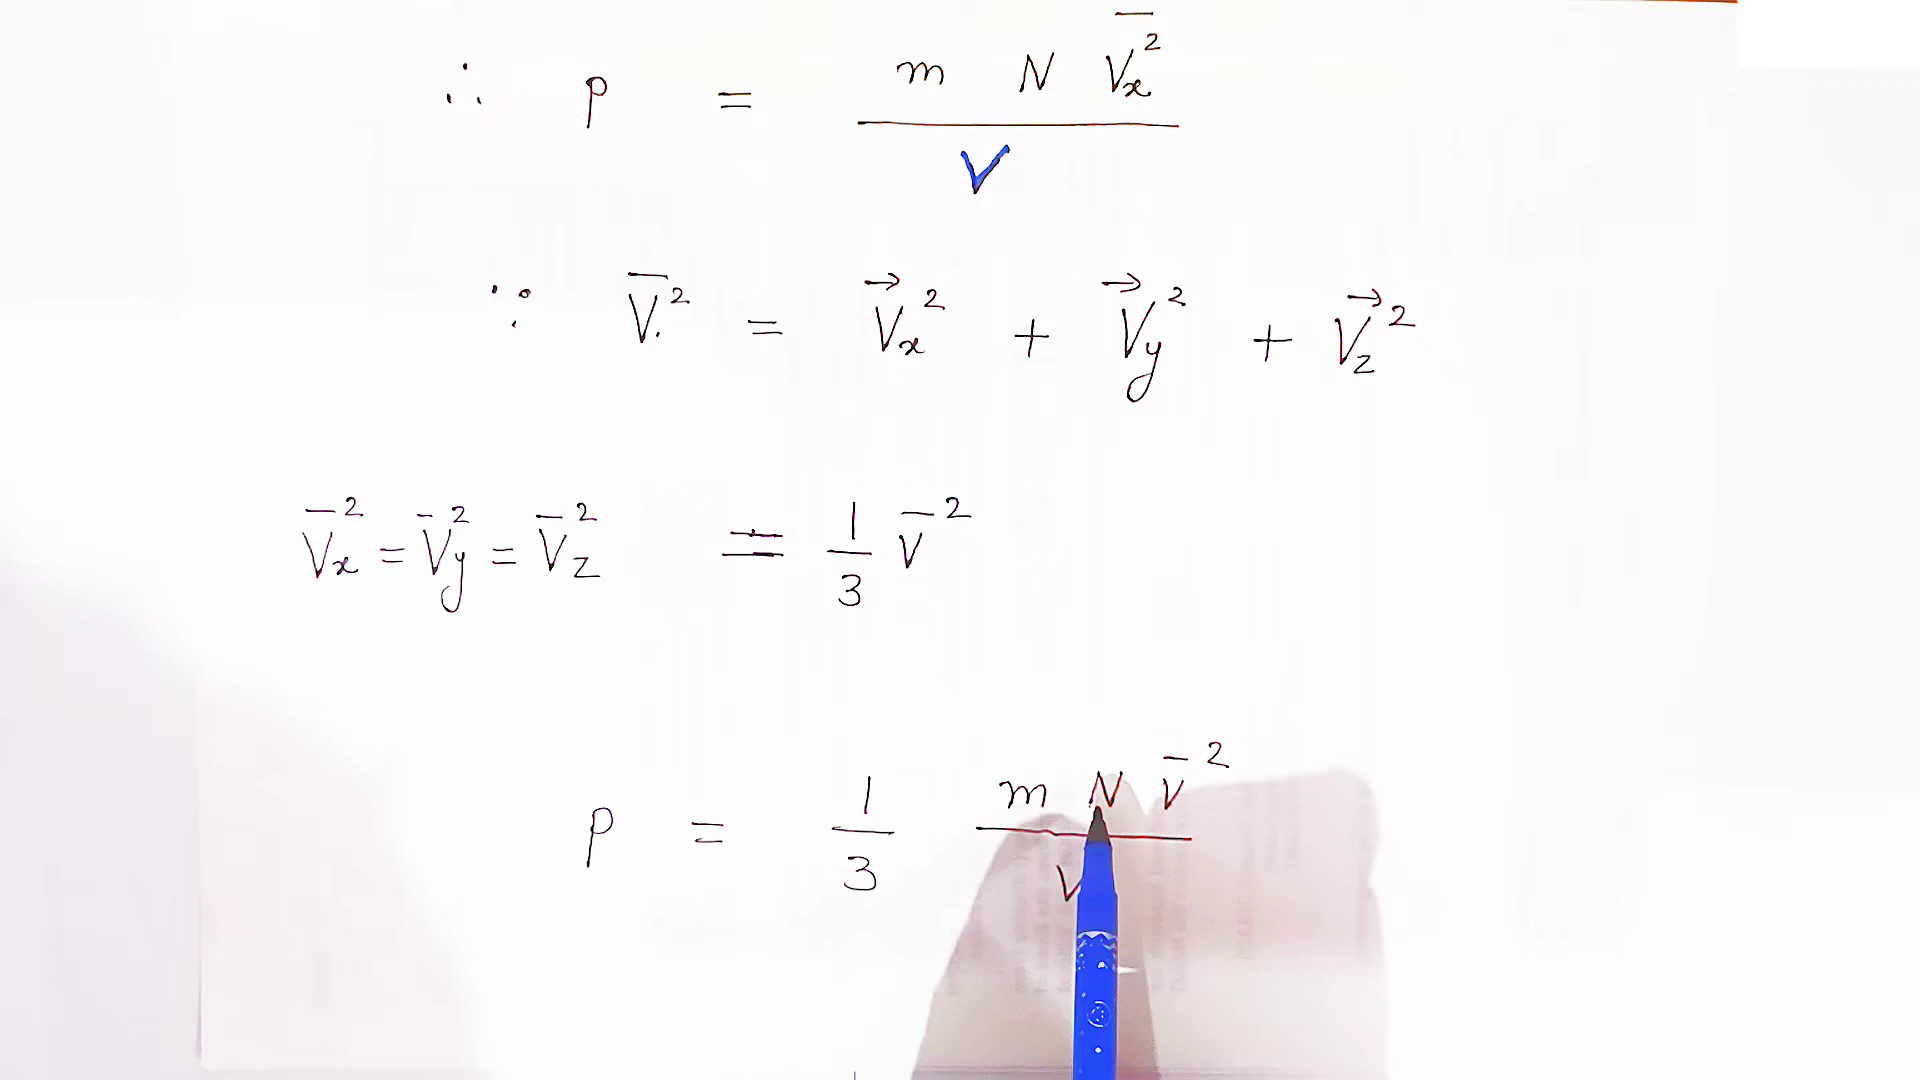 ∴ P = m N V̅ₓ² / V
∵ V̅.² = V⃗ₓ² + V⃗y² + V⃗z²
V̅ₓ² = V̅y² = V̅z² = 1/3 V̅²
P = 1/3 m N V̅² / V